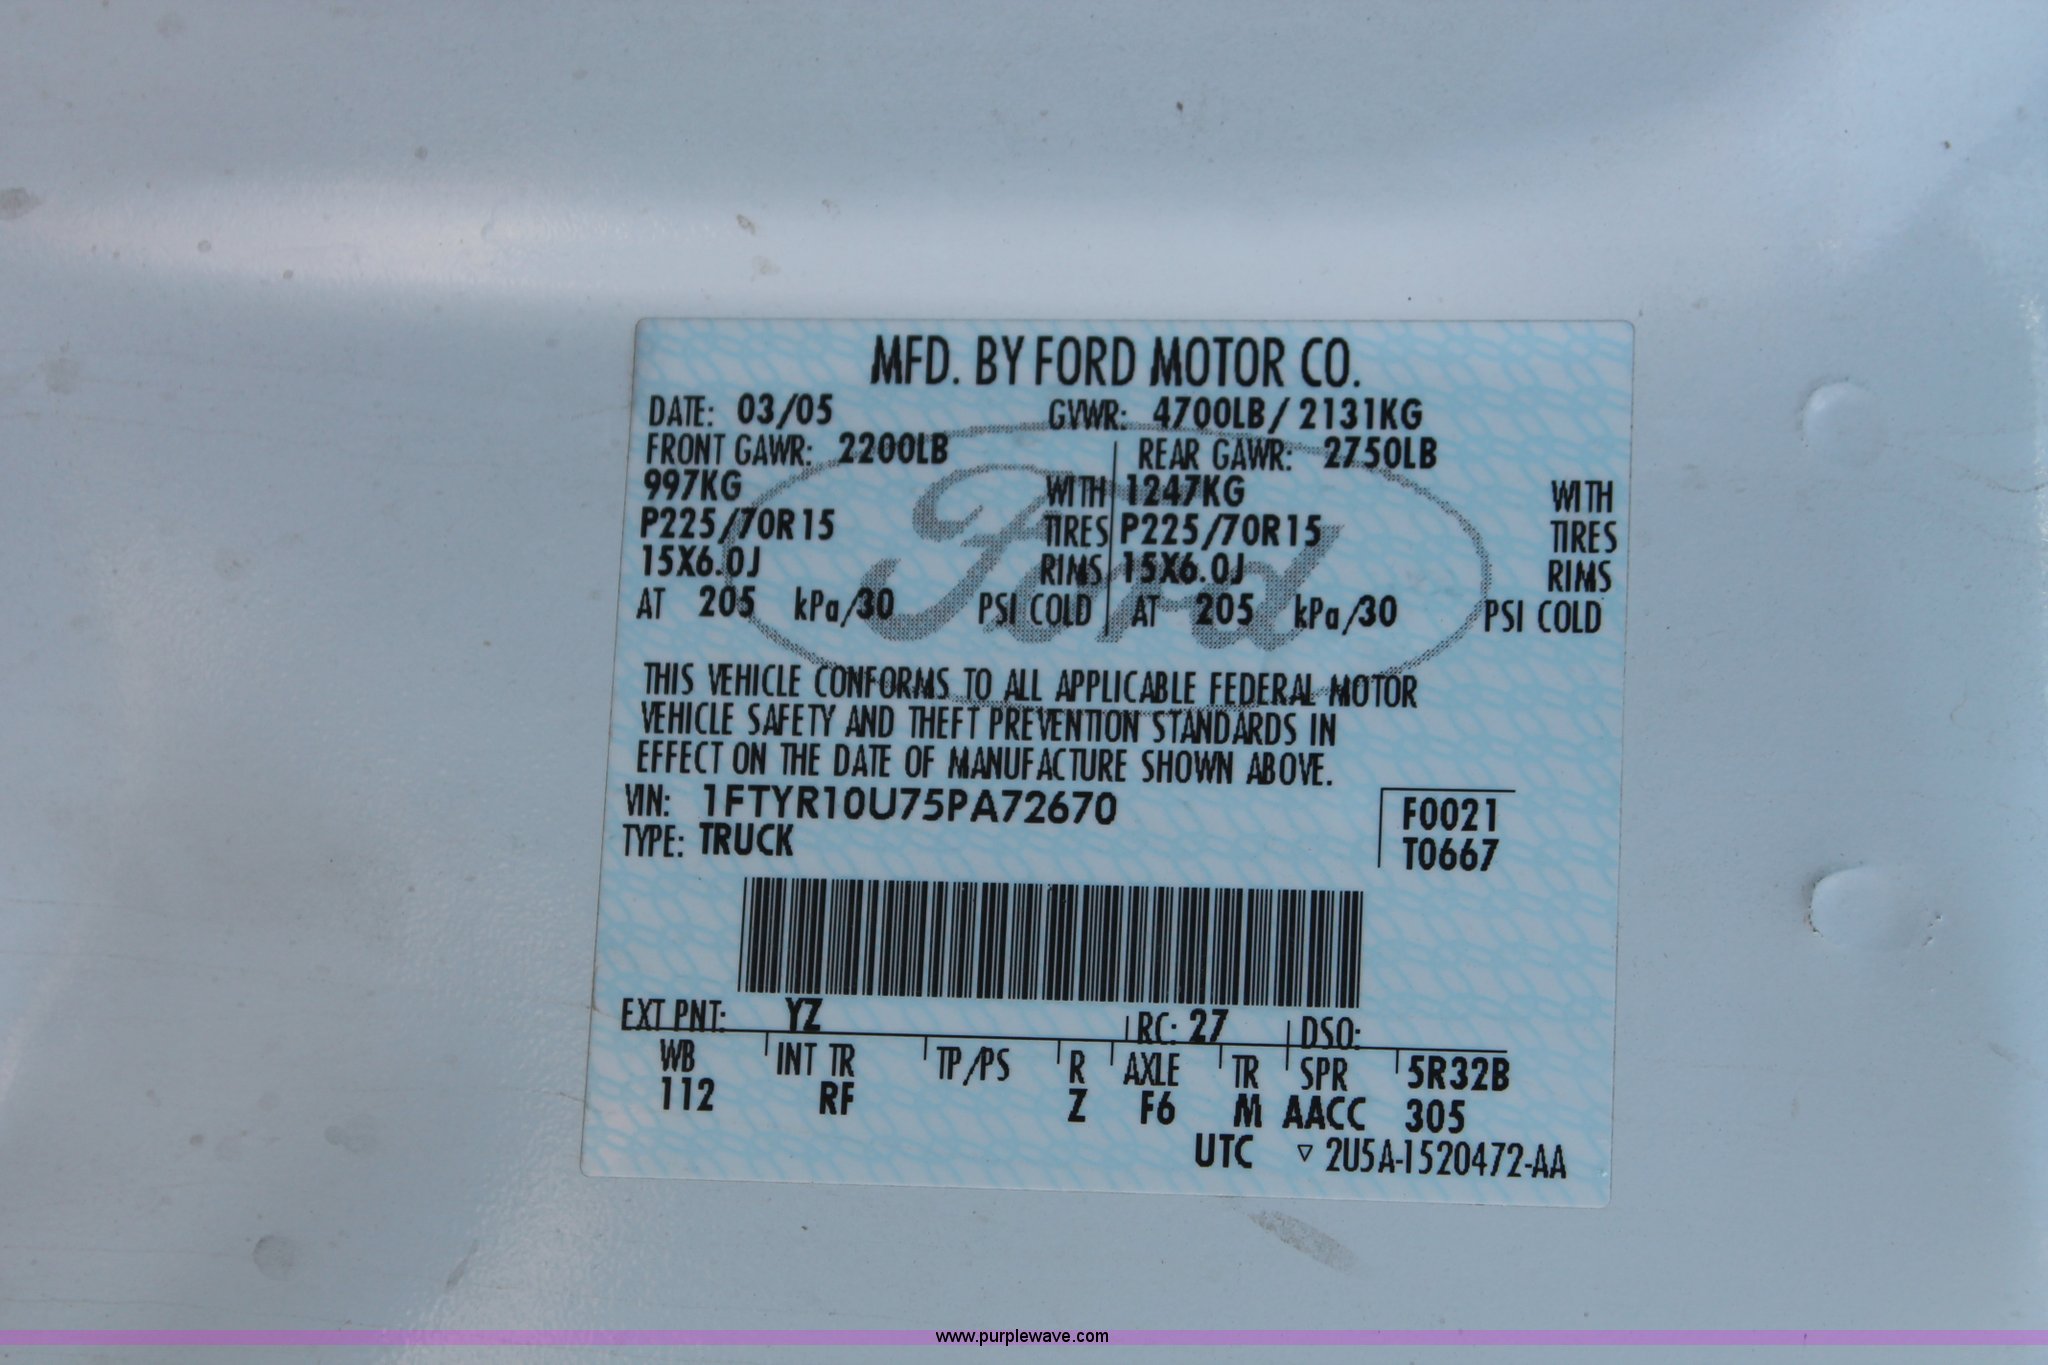 MFD. BY FORD MOTOR CO.
DATE: 03/05 GVWR: 4700LB/ 2131KG
FRONT GAWR: 2200LB REAR GAWR: 2750LB
997KG WITH 1247KG WITH
P225/70R15 TIRES P225/70R15 TIRES
15X6.0J RIMS 15X6.0J RIMS
AT 205 kPa/30 PSI COLD AT 205 kPa/30 PSI COLD
Ford
THIS VEHICLE CONFORMS TO ALL APPLICABLE FEDERAL MOTOR
VEHICLE SAFETY AND THEFT PREVENTION STANDARDS IN
EFFECT ON THE DATE OF MANUFACTURE SHOWN ABOVE.
VIN: 1FTYR10U75PA72670 F0021
TYPE: TRUCK T0667
EXT PNT: YZ RC: 27 DSO:
WB INT TR TP/PS R AXLE TR SPR 5R32B
112 RF Z F6 M AACC 305
UTC ▽ 2U5A-1520472-AA
www.purplewave.com